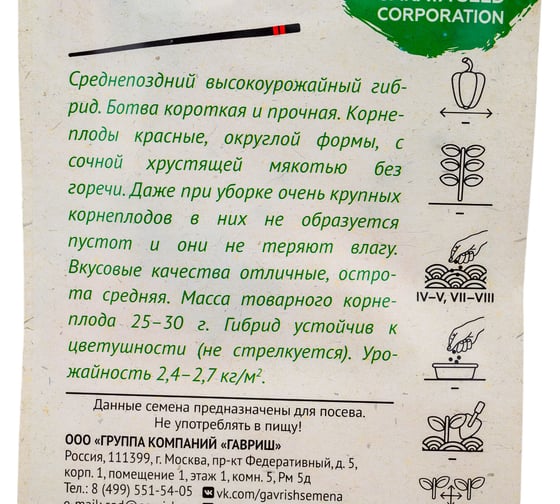 CORPORATION
Среднепоздний высокоурожайный гиб-
рид. Ботва короткая и прочная. Корне-
плоды красные, округлой формы, с
сочной хрустящей мякотью без
горечи. Даже при уборке очень крупных
корнеплодов в них не образуется
пустот и они не теряют влагу.
Вкусовые качества отличные, остро-
та средняя. Масса товарного корне-
плода 25–30 г. Гибрид устойчив к
цветушности (не стрелкуется). Уро-
жайность 2,4–2,7 кг/м².
–
–
IV–V, VII–VIII
–
Данные семена предназначены для посева.
Не употреблять в пищу!
ООО «ГРУППА КОМПАНИЙ «ГАВРИШ»
Россия, 111399, г. Москва, пр-кт Федеративный, д. 5,
корп. 1, помещение 1, этаж 1, комн. 5, Рм 5д
Тел.: 8 (499) 551-54-05 vk.com/gavrishsemena